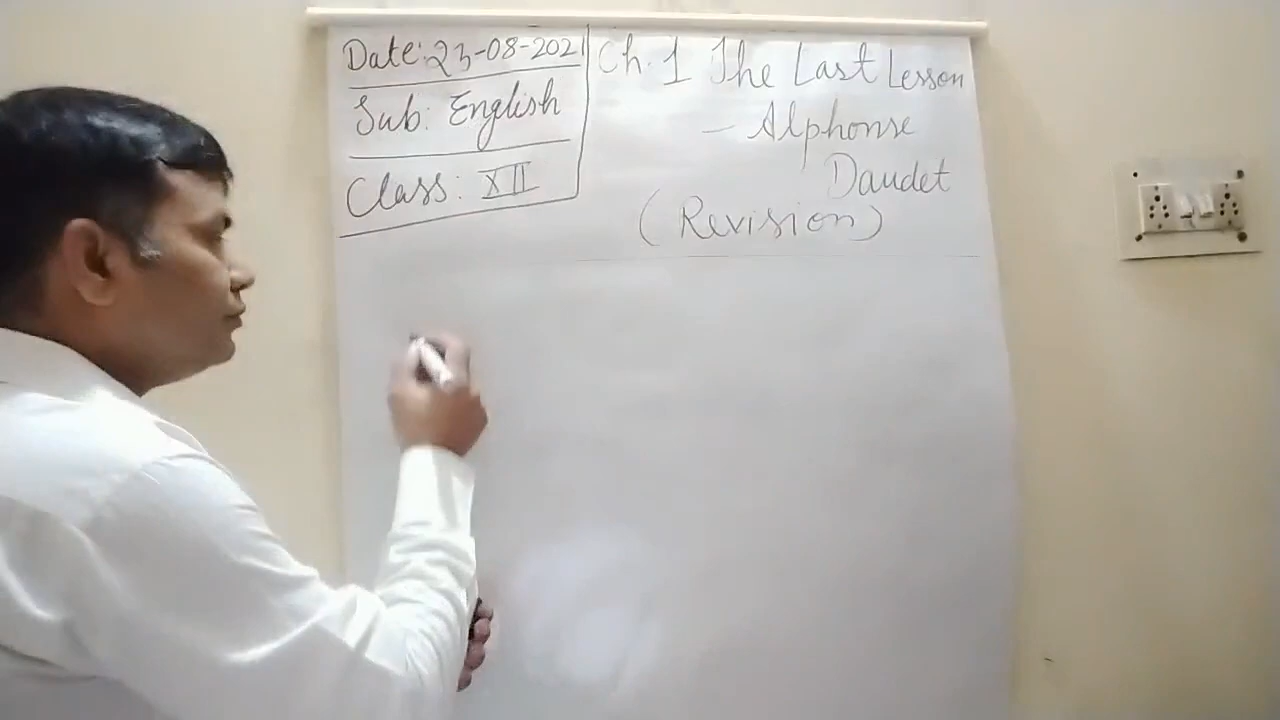 Date: 23-08-2021
Sub: English
Class: XII
Ch. 1 The Last Lesson
- Alphonse
Daudet
(Revision)